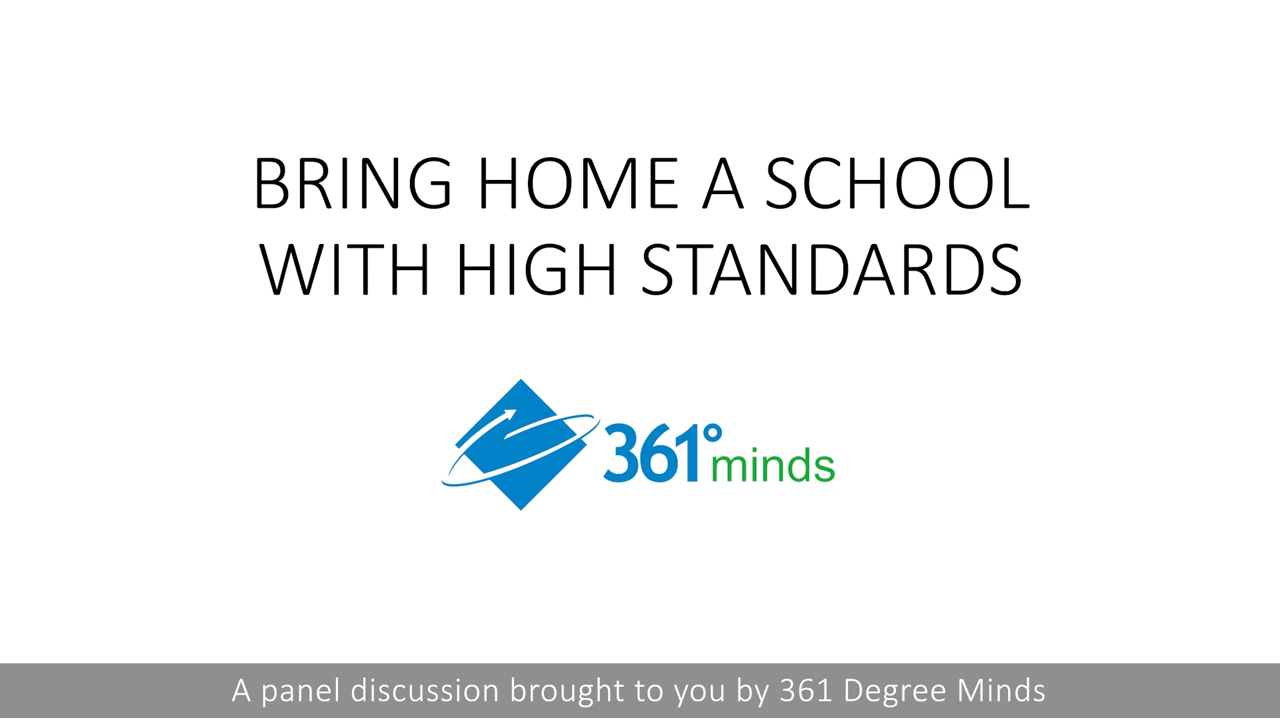 BRING HOME A SCHOOL
WITH HIGH STANDARDS
361° minds
A panel discussion brought to you by 361 Degree Minds